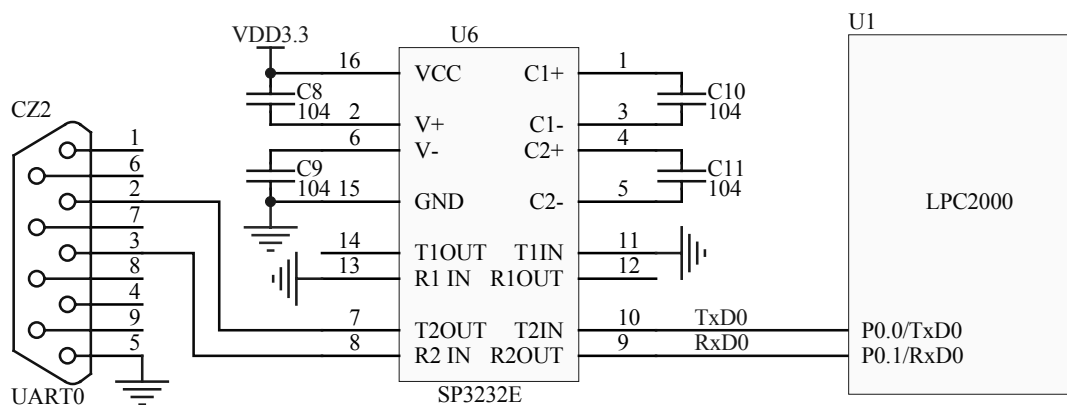 U1
VDD3.3
U6
16 VCC C1+ 1
C8
104
C10
104
CZ2
2 V+ C1- 3
6 V- C2+ 4
1
6
C9
104
C11
104
15 GND C2- 5
LPC2000
2
7
14 T1OUT T1IN 11
3
13 R1 IN R1OUT 12
8
4
9
7 T2OUT T2IN 10 TxD0 P0.0/TxD0
5
8 R2 IN R2OUT 9 RxD0 P0.1/RxD0
UART0
SP3232E